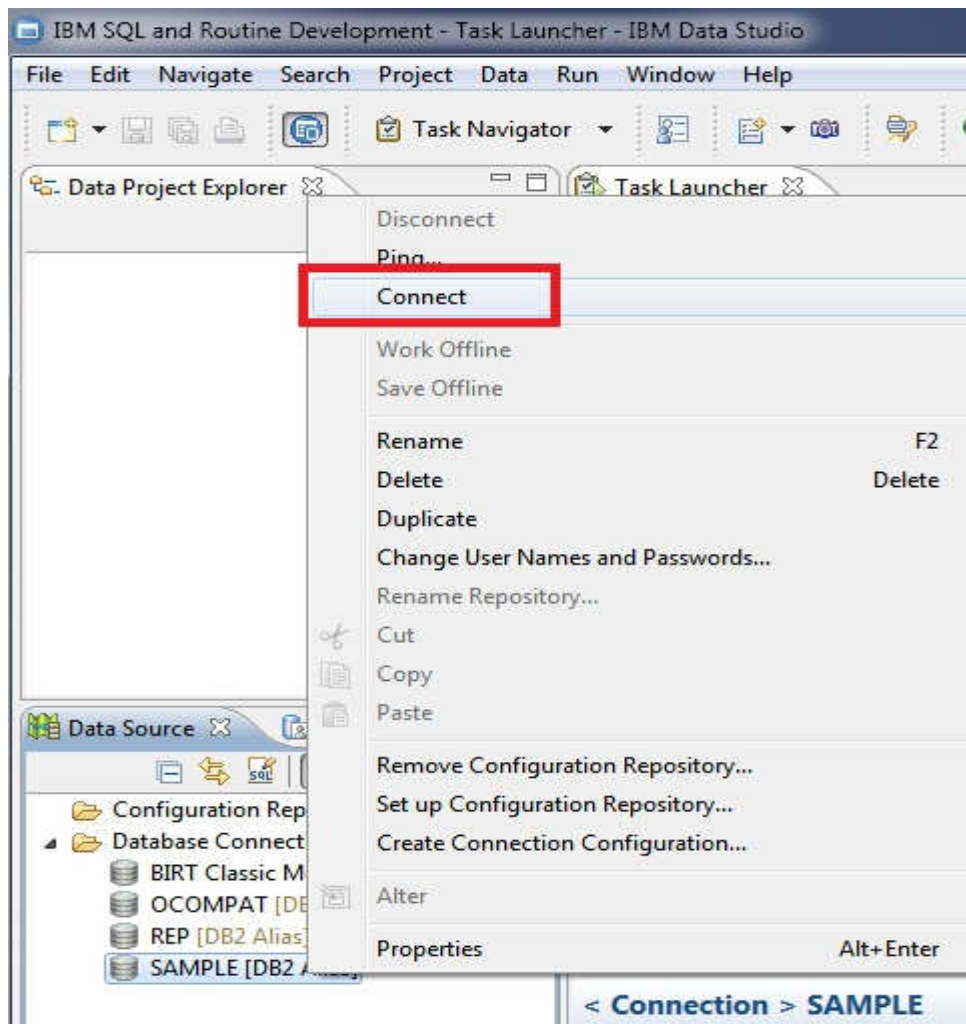 IBM SQL and Routine Development - Task Launcher - IBM Data Studio
File Edit Navigate Search Project Data Run Window Help
Task Navigator
Data Project Explorer
Task Launcher
Disconnect
Ping...
Connect
Work Offline
Save Offline
Rename F2
Delete Delete
Duplicate
Change User Names and Passwords...
Rename Repository...
Cut
Copy
Paste
Data Source
SQL
Remove Configuration Repository...
Set up Configuration Repository...
Create Connection Configuration...
Alter
Properties Alt+Enter
Configuration Rep
Database Connect
BIRT Classic M
OCOMPAT [DB
REP [DB2 Alias]
SAMPLE [DB2
< Connection > SAMPLE